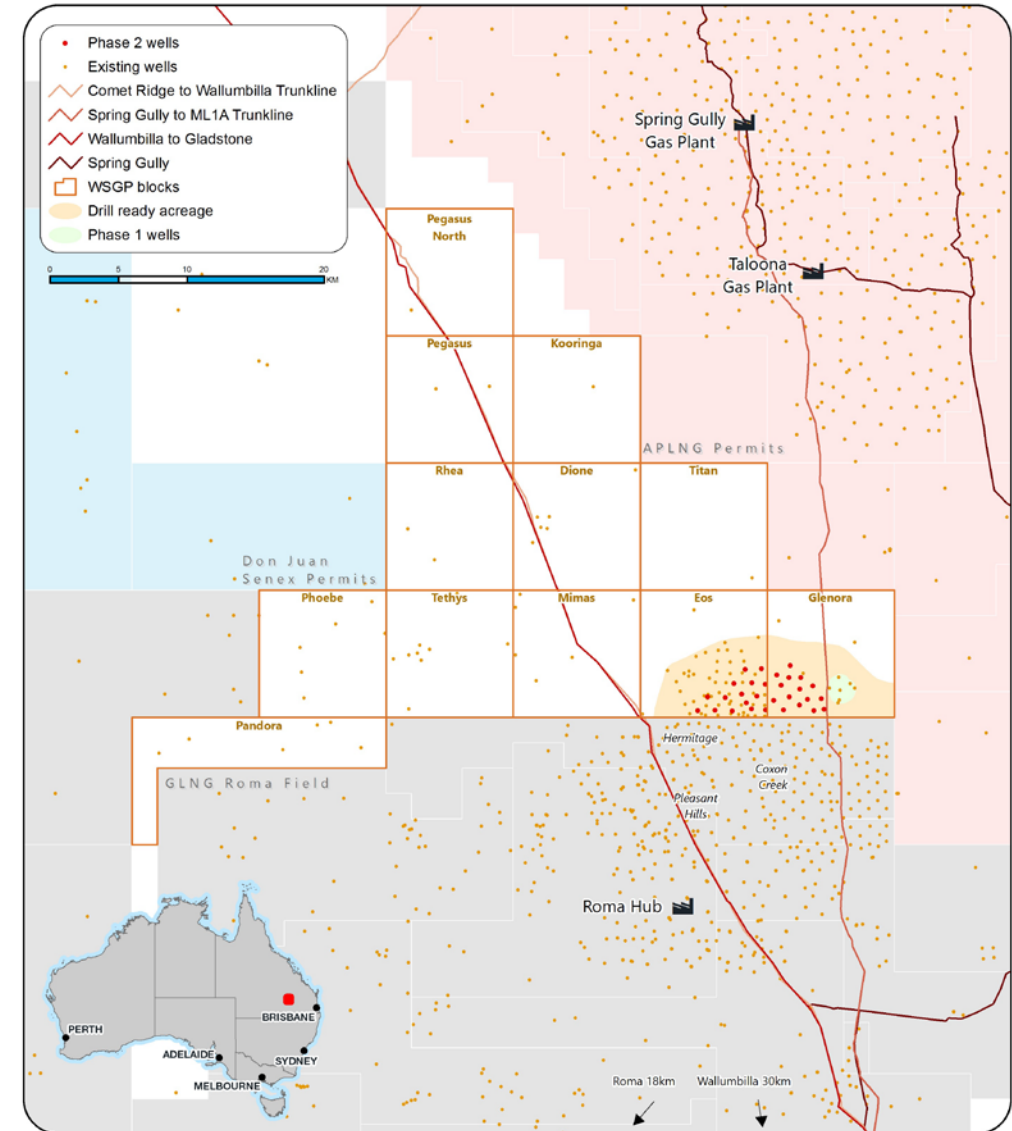 Phase 2 wells
Existing wells
Comet Ridge to Wallumbilla Trunkline
Spring Gully to ML1A Trunkline
Wallumbilla to Gladstone
Spring Gully
WSGP blocks
Drill ready acreage
Phase 1 wells
0 5 10 20
KM
Spring Gully
Gas Plant
Taloona
Gas Plant
Pegasus
North
Pegasus
Kooringa
APLNG Permits
Rhea
Dione
Titan
Don Juan
Senex Permits
Phoebe
Tethys
Mimas
Eos
Glenora
Pandora
GLNG Roma Field
Hermitage
Coxon
Creek
Pleasant
Hills
Roma Hub
PERTH
ADELAIDE
MELBOURNE
SYDNEY
BRISBANE
Roma 18km
Wallumbilla 30km